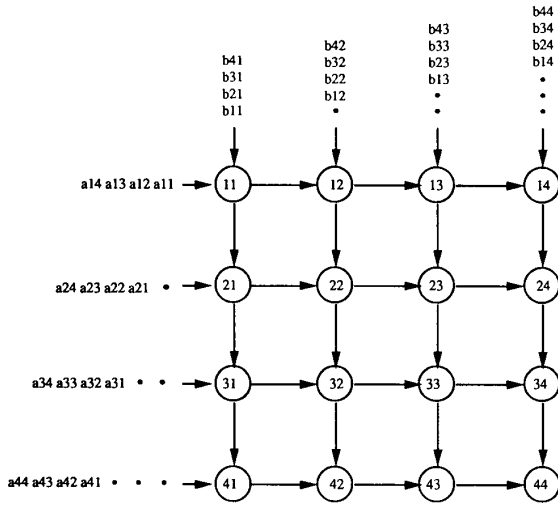 b44
b43 b34
b42 b33 b24
b41 b32 b23 b14
b31 b22 b13 •
b21 b12 • •
b11 • • •
a14 a13 a12 a11 11 12 13 14
a24 a23 a22 a21 • 21 22 23 24
a34 a33 a32 a31 • • 31 32 33 34
a44 a43 a42 a41 • • • 41 42 43 44